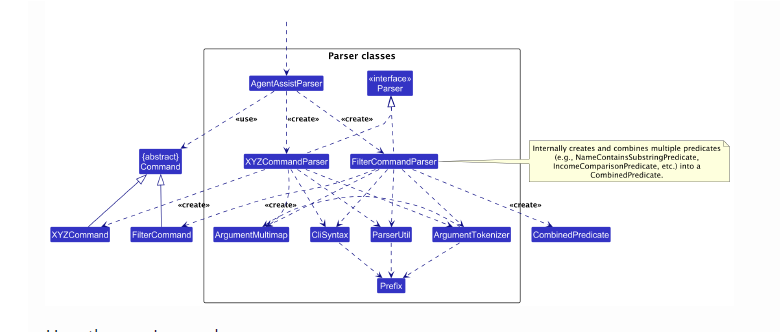 Parser classes
AgentAssistParser
«interface»
Parser
«use»
«create»
«create»
{abstract}
Command
XYZCommandParser
FilterCommandParser
Internally creates and combines multiple predicates
(e.g., NameContainsSubstringPredicate,
IncomeComparisonPredicate, etc.) into a
CombinedPredicate.
«create»
«create»
«create»
XYZCommand
FilterCommand
ArgumentMultimap
CliSyntax
ParserUtil
ArgumentTokenizer
CombinedPredicate
Prefix